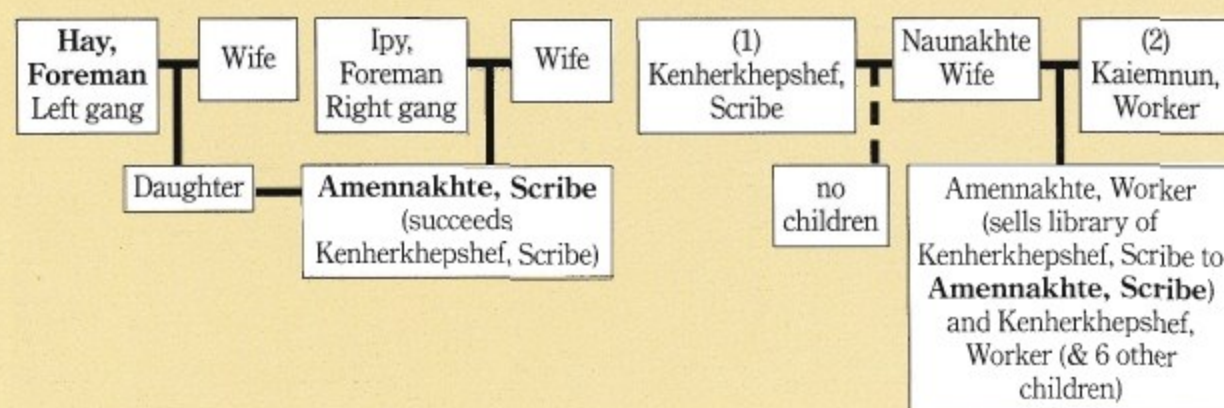 Hay,
Foreman
Left gang
Wife
Ipy,
Foreman
Right gang
Wife
(1)
Kenherkhepshef,
Scribe
Naunakhte
Wife
(2)
Kaiemnun,
Worker
Daughter
Amennakhte, Scribe
(succeeds
Kenherkhepshef, Scribe)
no
children
Amennakhte, Worker
(sells library of
Kenherkhepshef, Scribe to
Amennakhte, Scribe)
and Kenherkhepshef,
Worker (& 6 other
children)